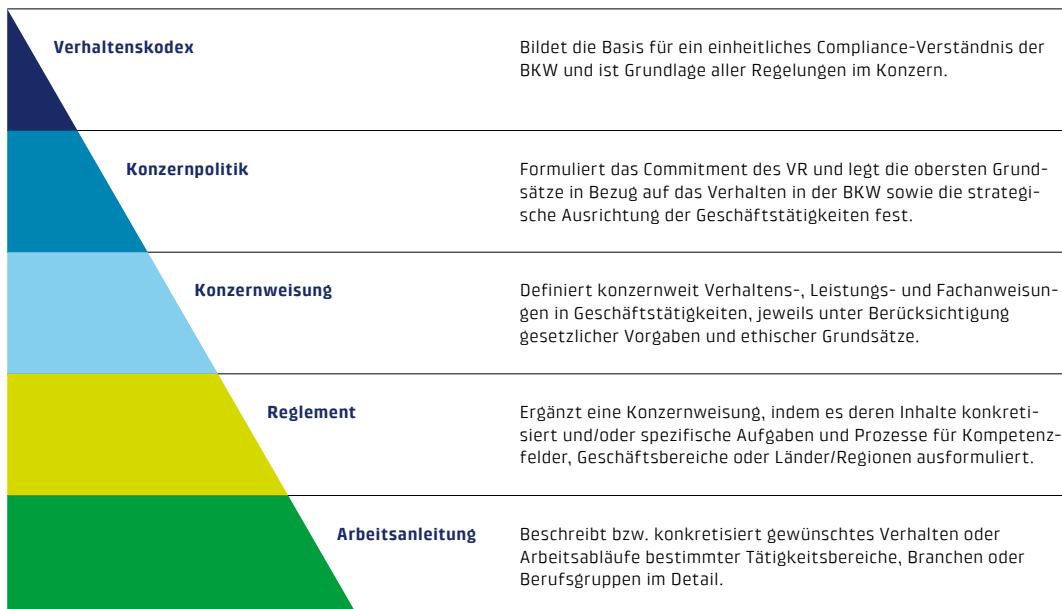 Verhaltenskodex
Bildet die Basis für ein einheitliches Compliance-Verständnis der
BKW und ist Grundlage aller Regelungen im Konzern.
Konzernpolitik
Formuliert das Commitment des VR und legt die obersten Grund-
sätze in Bezug auf das Verhalten in der BKW sowie die strategi-
sche Ausrichtung der Geschäftstätigkeiten fest.
Konzernweisung
Definiert konzernweit Verhaltens-, Leistungs- und Fachanweisun-
gen in Geschäftstätigkeiten, jeweils unter Berücksichtigung
gesetzlicher Vorgaben und ethischer Grundsätze.
Reglement
Ergänzt eine Konzernweisung, indem es deren Inhalte konkreti-
siert und/oder spezifische Aufgaben und Prozesse für Kompetenz-
felder, Geschäftsbereiche oder Länder/Regionen ausformuliert.
Arbeitsanleitung
Beschreibt bzw. konkretisiert gewünschtes Verhalten oder
Arbeitsabläufe bestimmter Tätigkeitsbereiche, Branchen oder
Berufsgruppen im Detail.